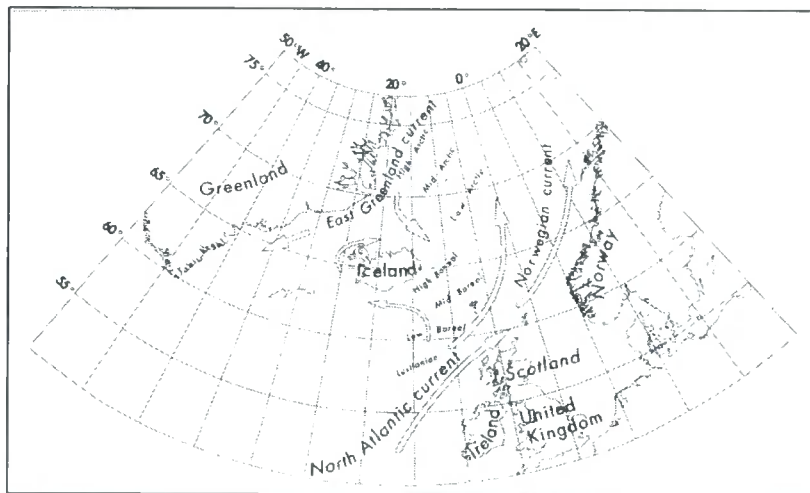 50°W
40°
20°
0°
20°E
75°
70°
65°
60°
55°
Greenland
East Greenland current
High Arctic
Mid Arctic
Low Arctic
Norwegian current
Norway
Iceland
High Boreal
Mid Boreal
Low Boreal
Lusitanian
North Atlantic current
Scotland
Ireland
United
Kingdom